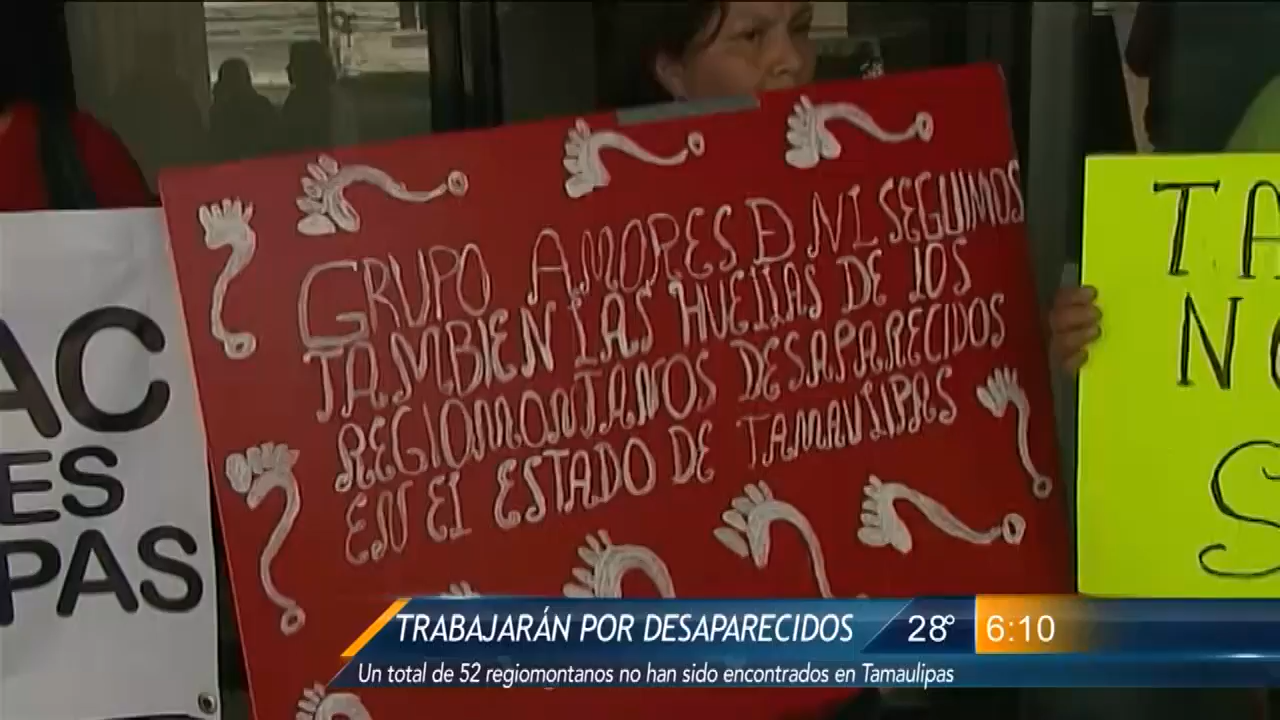 AC
ES
PAS
GRUPO AMORES D NL SEGUIMOS
TAMBIEN LAS HUEllAS DE lOS
REGIOMONTANOS DESAPARECIDOS
EN El ESTADO DE TAMAUlIPAS
TA
NO
S
TRABAJARÁN POR DESAPARECIDOS
28°
6:10
Un total de 52 regiomontanos no han sido encontrados en Tamaulipas